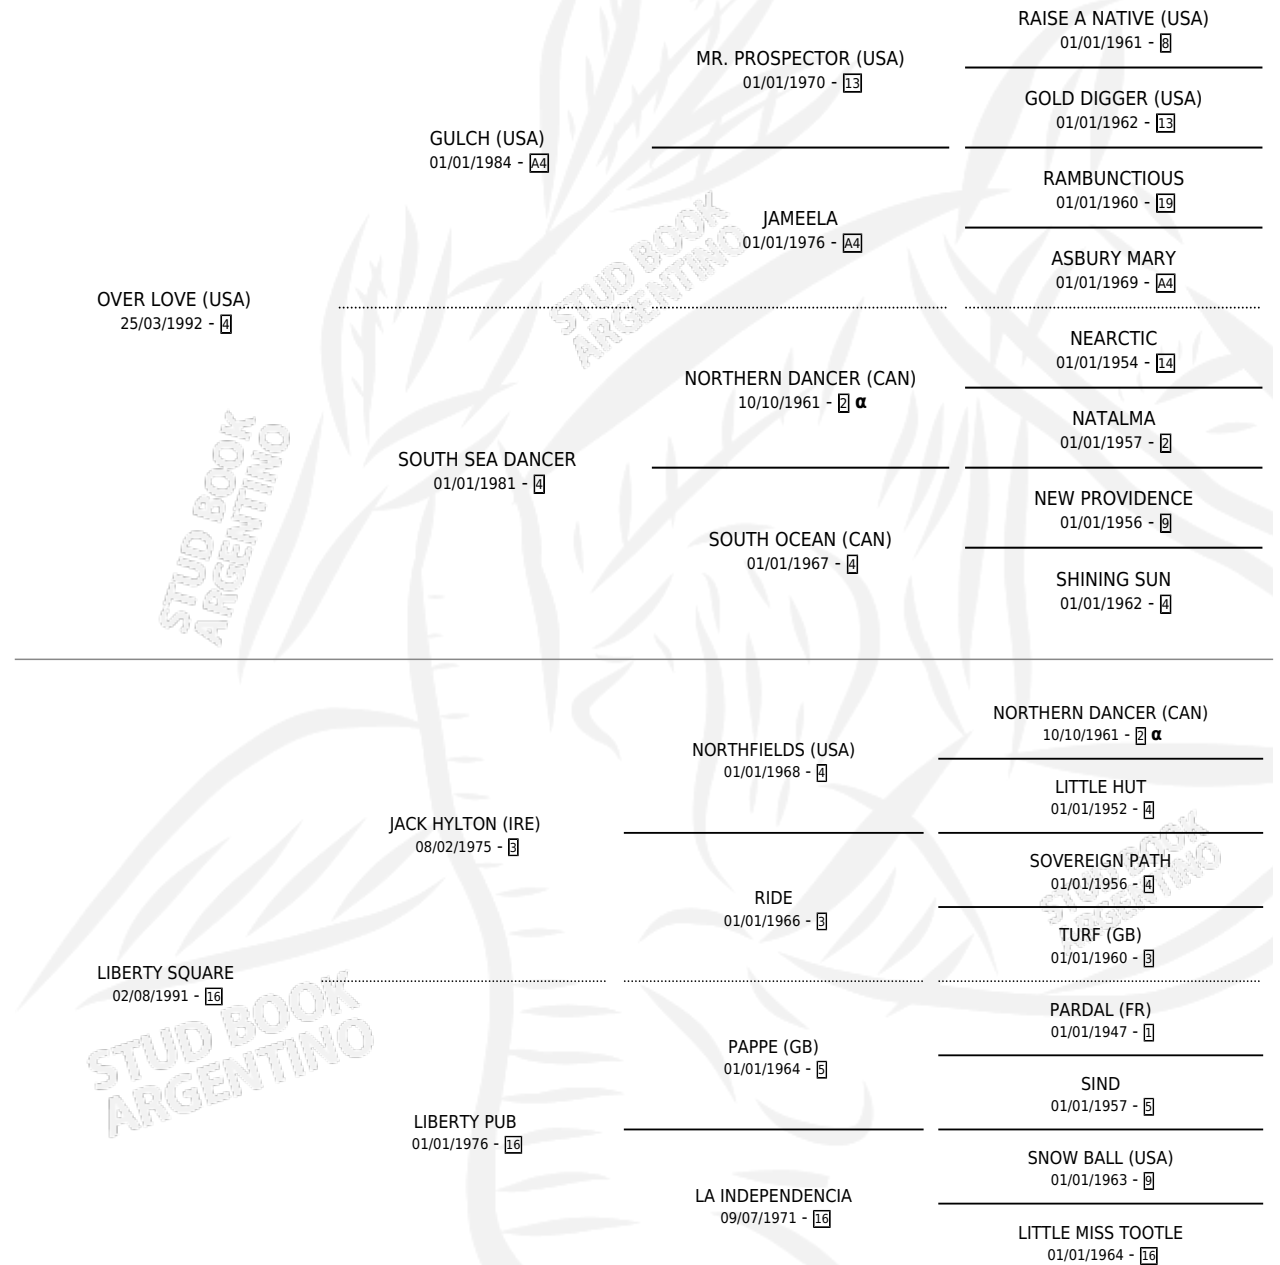 RAISE A NATIVE (USA)
01/01/1961 - 8
MR. PROSPECTOR (USA)
01/01/1970 - 13
GOLD DIGGER (USA)
01/01/1962 - 13
GULCH (USA)
01/01/1984 - A4
RAMBUNCTIOUS
01/01/1960 - 19
JAMEELA
01/01/1976 - A4
ASBURY MARY
01/01/1969 - A4
OVER LOVE (USA)
25/03/1992 - 4
NEARCTIC
01/01/1954 - 14
NORTHERN DANCER (CAN)
10/10/1961 - 2 α
NATALMA
01/01/1957 - 2
SOUTH SEA DANCER
01/01/1981 - 4
NEW PROVIDENCE
01/01/1956 - 9
SOUTH OCEAN (CAN)
01/01/1967 - 4
SHINING SUN
01/01/1962 - 4
NORTHERN DANCER (CAN)
10/10/1961 - 2 α
NORTHFIELDS (USA)
01/01/1968 - 4
LITTLE HUT
01/01/1952 - 4
JACK HYLTON (IRE)
08/02/1975 - 3
SOVEREIGN PATH
01/01/1956 - 4
RIDE
01/01/1966 - 3
TURF (GB)
01/01/1960 - 3
LIBERTY SQUARE
02/08/1991 - 16
PARDAL (FR)
01/01/1947 - 1
PAPPE (GB)
01/01/1964 - 5
SIND
01/01/1957 - 5
LIBERTY PUB
01/01/1976 - 16
SNOW BALL (USA)
01/01/1963 - 9
LA INDEPENDENCIA
09/07/1971 - 16
LITTLE MISS TOOTLE
01/01/1964 - 16
STUD BOOK
ARGENTINO
STUD BOOK
ARGENTINO
STUD BOOK
ARGENTINO
STUD BOOK
ARGENTINO